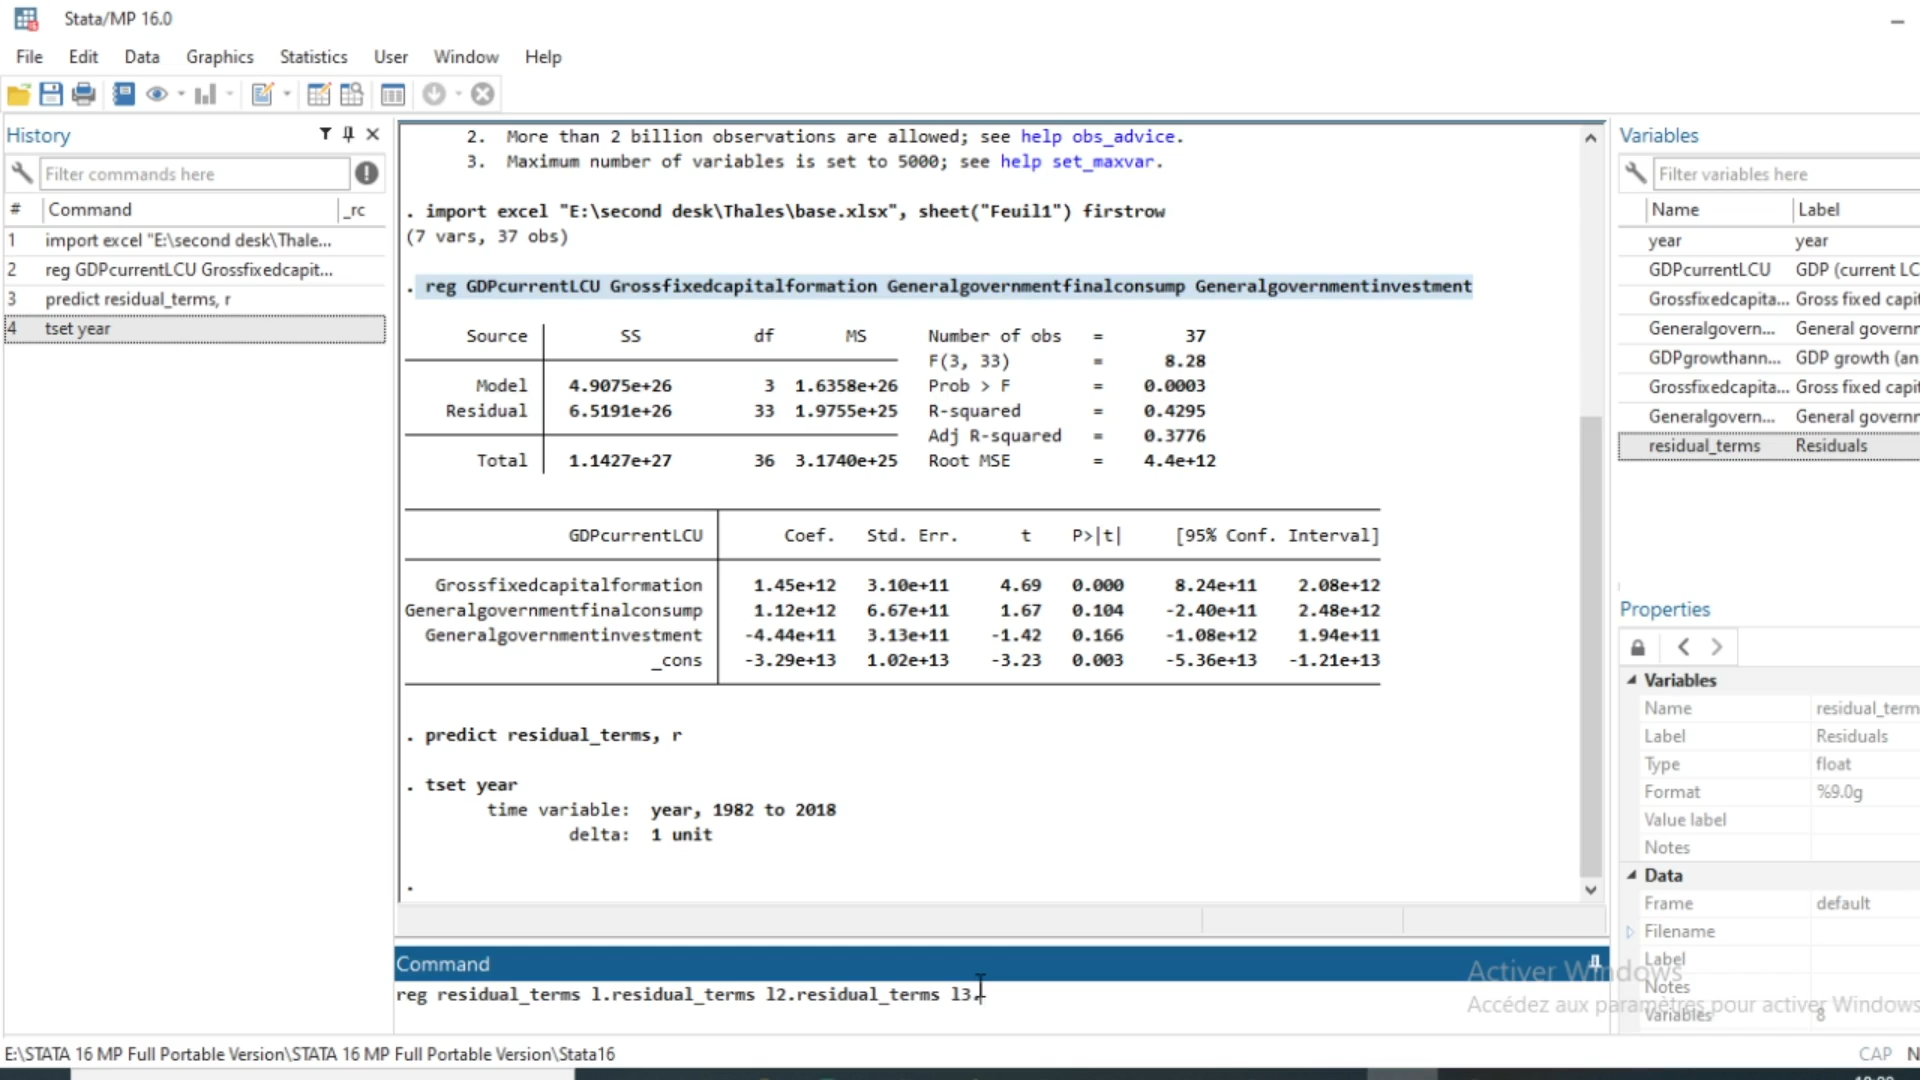 Stata/MP 16.0
File Edit Data Graphics Statistics User Window Help
History
Filter commands here
# Command _rc
1 import excel "E:\second desk\Thale...
2 reg GDPcurrentLCU Grossfixedcapit...
3 predict residual_terms, r
4 tset year
2. More than 2 billion observations are allowed; see help obs_advice.
3. Maximum number of variables is set to 5000; see help set_maxvar.
. import excel "E:\second desk\Thales\base.xlsx", sheet("Feuil1") firstrow
(7 vars, 37 obs)
. reg GDPcurrentLCU Grossfixedcapitalformation Generalgovernmentfinalconsump Generalgovernmentinvestment
Source SS df MS Number of obs = 37
F(3, 33) = 8.28
Model 4.9075e+26 3 1.6358e+26 Prob > F = 0.0003
Residual 6.5191e+26 33 1.9755e+25 R-squared = 0.4295
Adj R-squared = 0.3776
Total 1.1427e+27 36 3.1740e+25 Root MSE = 4.4e+12
GDPcurrentLCU Coef. Std. Err. t P>|t| [95% Conf. Interval]
Grossfixedcapitalformation 1.45e+12 3.10e+11 4.69 0.000 8.24e+11 2.08e+12
Generalgovernmentfinalconsump 1.12e+12 6.67e+11 1.67 0.104 -2.40e+11 2.48e+12
Generalgovernmentinvestment -4.44e+11 3.13e+11 -1.42 0.166 -1.08e+12 1.94e+11
_cons -3.29e+13 1.02e+13 -3.23 0.003 -5.36e+13 -1.21e+13
. predict residual_terms, r
. tset year
time variable: year, 1982 to 2018
delta: 1 unit
.
Command
reg residual_terms l.residual_terms l2.residual_terms l3.
Variables
Filter variables here
Name Label
year year
GDPcurrentLCU GDP (current LC
Grossfixedcapita... Gross fixed capit
Generalgovern... General governr
GDPgrowthann... GDP growth (an
Grossfixedcapita... Gross fixed capit
Generalgovern... General governr
residual_terms Residuals
Properties
Variables
Name residual_term
Label Residuals
Type float
Format %9.0g
Value label
Notes
Data
Frame default
Filename
Label
Notes
Variables 8
Activer Windows
Accédez aux paramètres pour activer Windows
E:\STATA 16 MP Full Portable Version\STATA 16 MP Full Portable Version\Stata16
CAP N